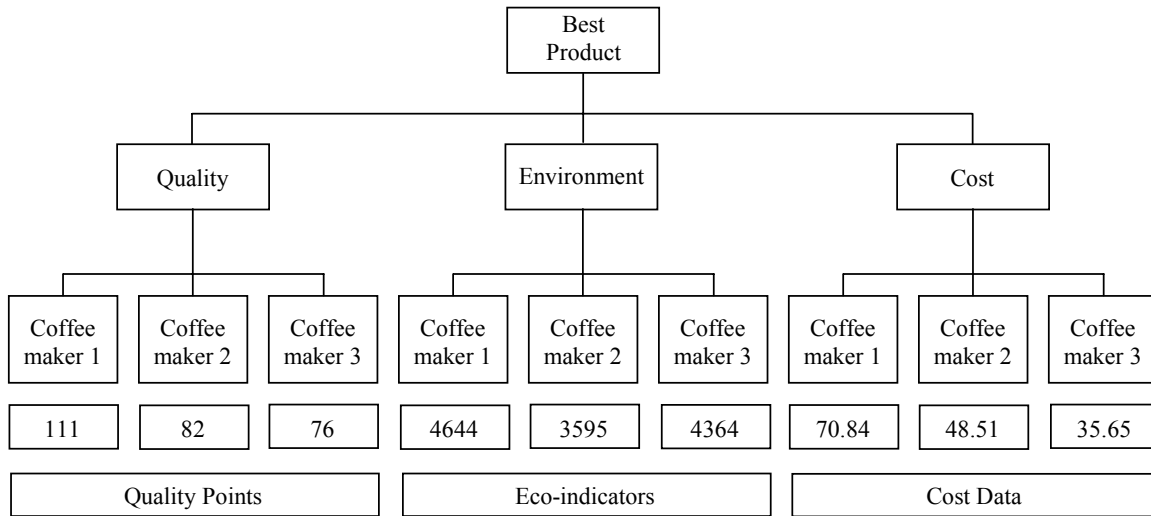 Best
Product
Quality
Environment
Cost
Coffee
maker 1
Coffee
maker 2
Coffee
maker 3
Coffee
maker 1
Coffee
maker 2
Coffee
maker 3
Coffee
maker 1
Coffee
maker 2
Coffee
maker 3
111
82
76
4644
3595
4364
70.84
48.51
35.65
Quality Points
Eco-indicators
Cost Data